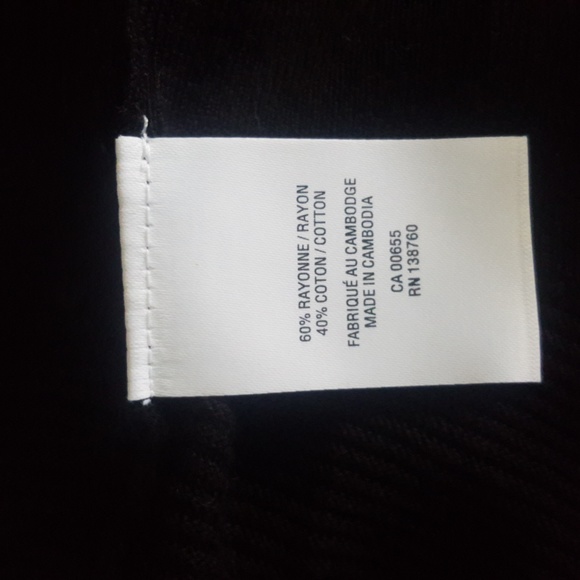 60% RAYONNE / RAYON
40% COTON / COTTON
FABRIQUÉ AU CAMBODGE
MADE IN CAMBODIA
CA 00655
RN 138760